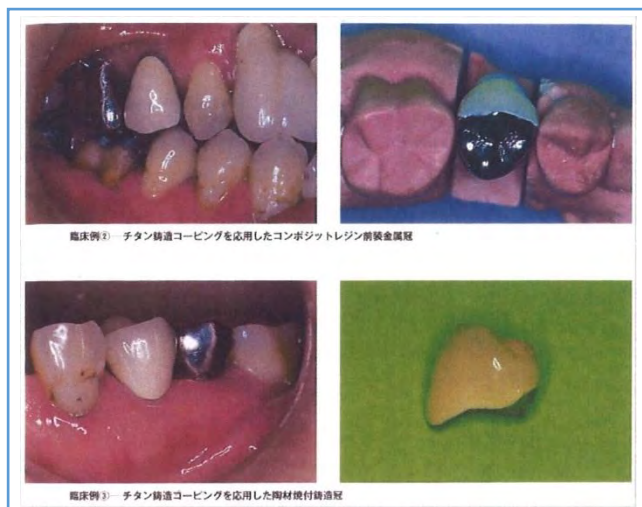 臨床例② チタン鋳造コーピングを応用したコンポジットレジン前装金属冠
臨床例③ チタン鋳造コーピングを応用した陶材焼付鋳造冠